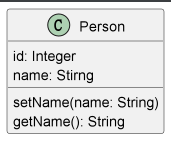 C Person
id: Integer
name: Stirng
setName(name: String)
getName(): String